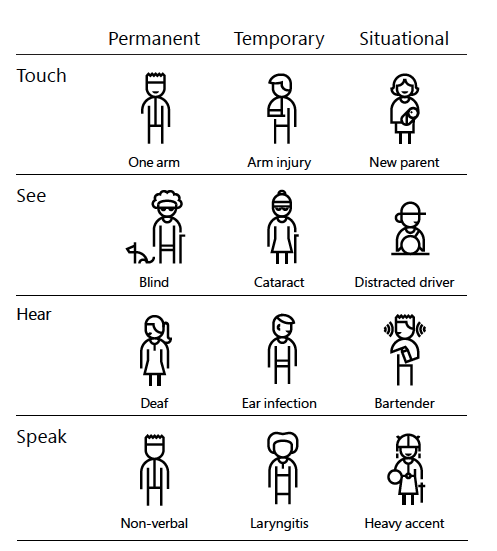 Permanent Temporary Situational
Touch
One arm Arm injury New parent
See
Blind Cataract Distracted driver
Hear
Deaf Ear infection Bartender
Speak
Non-verbal Laryngitis Heavy accent